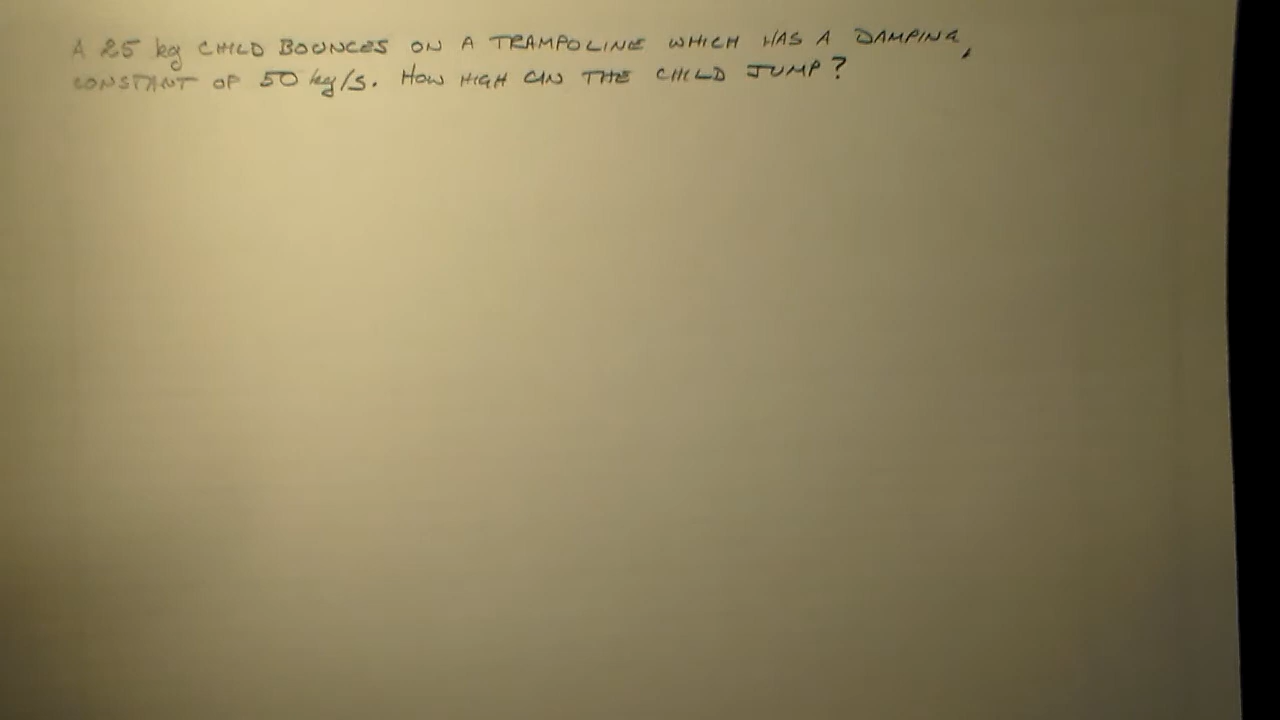 A 25 kg CHILD BOUNCES ON A TRAMPOLINE WHICH HAS A DAMPING,
CONSTANT OF 50 kg/s. HOW HIGH CAN THE CHILD JUMP?